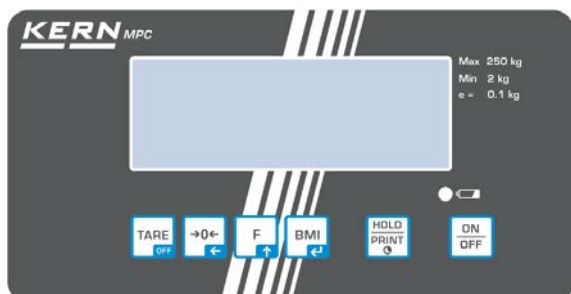 KERN MPC
Max 250 kg
Min 2 kg
e = 0.1 kg
TARE
OFF
→0←
F
BMI
HOLD
PRINT
ON
OFF